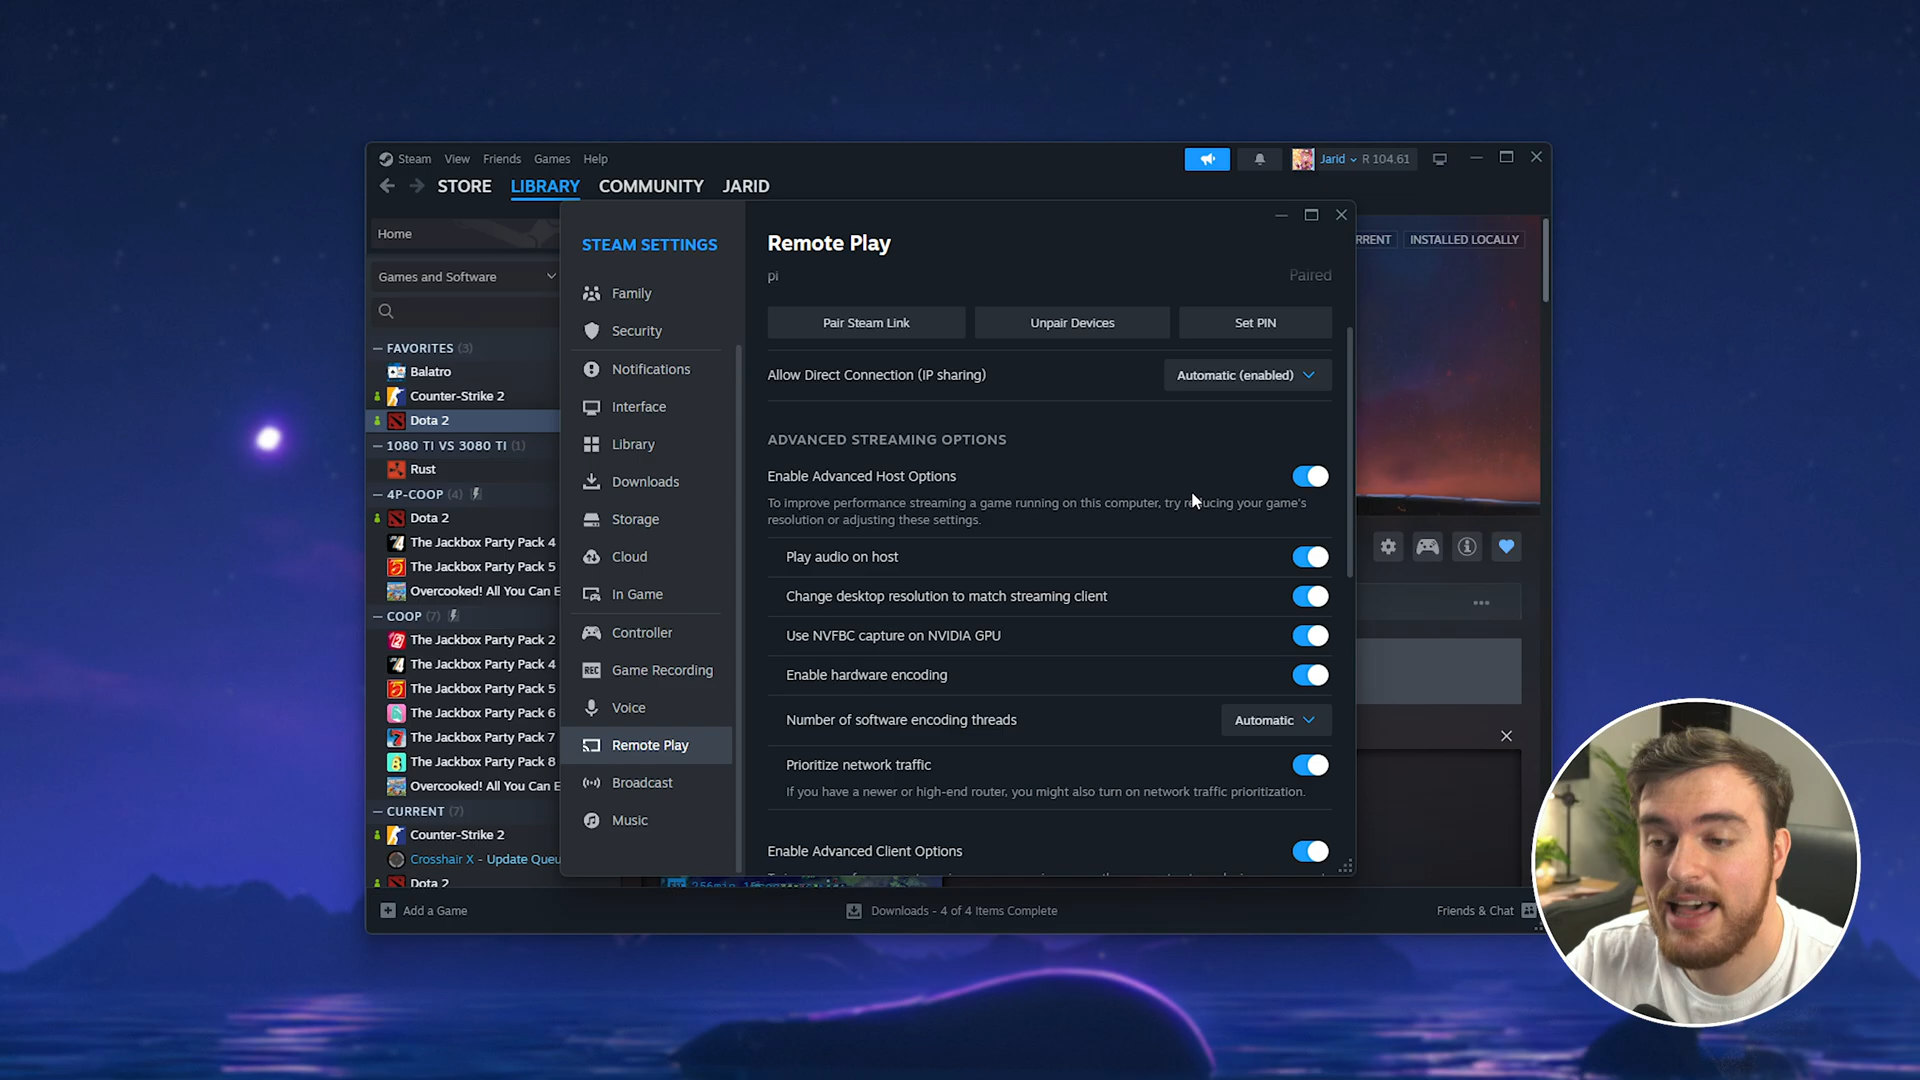 Steam View Friends Games Help
Jarid R 104.61
STORE LIBRARY COMMUNITY JARID
Home
Games and Software
FAVORITES (3)
Balatro
Counter-Strike 2
Dota 2
1080 TI VS 3080 TI (1)
Rust
4P-COOP (4)
Dota 2
The Jackbox Party Pack 4
The Jackbox Party Pack 5
Overcooked! All You Can E
COOP (7)
The Jackbox Party Pack 2
The Jackbox Party Pack 4
The Jackbox Party Pack 5
The Jackbox Party Pack 6
The Jackbox Party Pack 7
The Jackbox Party Pack 8
Overcooked! All You Can E
CURRENT (7)
Counter-Strike 2
Crosshair X - Update Queu
Dota 2
STEAM SETTINGS
Family
Security
Notifications
Interface
Library
Downloads
Storage
Cloud
In Game
Controller
REC Game Recording
Voice
Remote Play
Broadcast
Music
Remote Play
pi Paired
Pair Steam Link Unpair Devices Set PIN
Allow Direct Connection (IP sharing) Automatic (enabled)
ADVANCED STREAMING OPTIONS
Enable Advanced Host Options
To improve performance streaming a game running on this computer, try reducing your game's
resolution or adjusting these settings.
Play audio on host
Change desktop resolution to match streaming client
Use NVFBC capture on NVIDIA GPU
Enable hardware encoding
Number of software encoding threads Automatic
Prioritize network traffic
If you have a newer or high-end router, you might also turn on network traffic prioritization.
Enable Advanced Client Options
RRENT INSTALLED LOCALLY
Add a Game
Downloads - 4 of 4 Items Complete
Friends & Chat